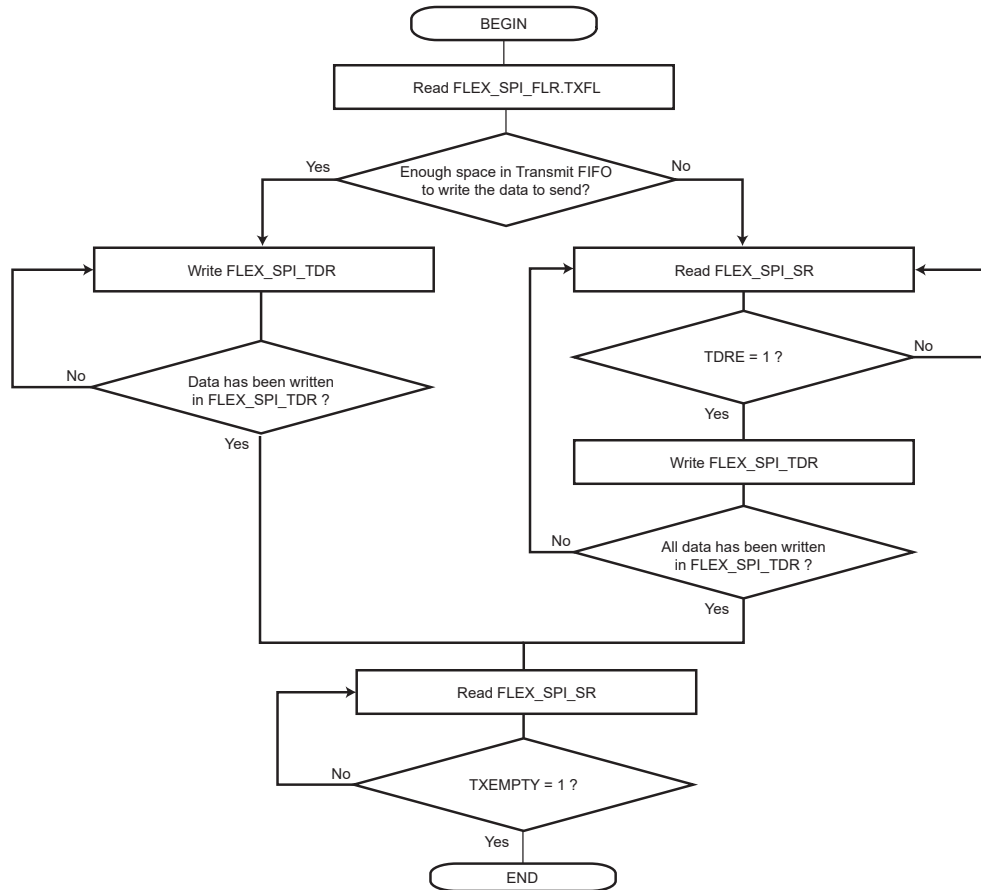 BEGIN
Read FLEX_SPI_FLR.TXFL
Yes
Enough space in Transmit FIFO
to write the data to send?
No
Write FLEX_SPI_TDR
Read FLEX_SPI_SR
No
Data has been written
in FLEX_SPI_TDR ?
Yes
TDRE = 1 ?
No
Yes
Write FLEX_SPI_TDR
No
All data has been written
in FLEX_SPI_TDR ?
Yes
Read FLEX_SPI_SR
No
TXEMPTY = 1 ?
Yes
END